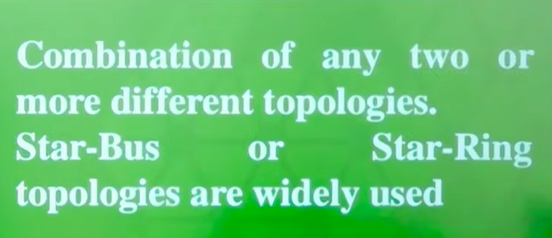 Combination of any two or
more different topologies.
Star-Bus or Star-Ring
topologies are widely used